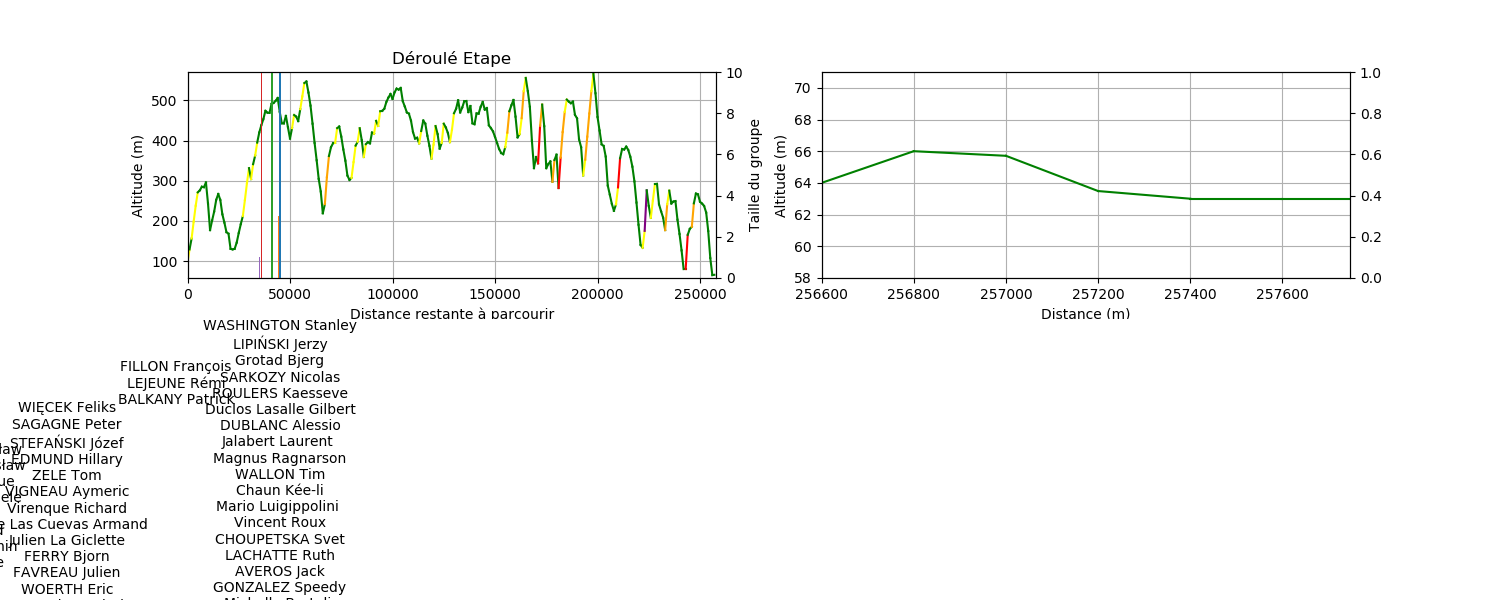 Déroulé Etape
500
400
300
200
100
Altitude (m)
0
50000
100000
150000
200000
250000
Distance restante à parcourir
10
8
6
4
2
0
Taille du groupe
70
68
66
64
62
60
58
Altitude (m)
256600
256800
257000
257200
257400
257600
Distance (m)
1.0
0.8
0.6
0.4
0.2
0.0
WASHINGTON Stanley
LIPIŃSKI Jerzy
Grotad Bjerg
SARKOZY Nicolas
ROULERS Kaesseve
Duclos Lasalle Gilbert
DUBLANC Alessio
Jalabert Laurent
Magnus Ragnarson
WALLON Tim
Chaun Kée-li
Mario Luigippolini
Vincent Roux
CHOUPETSKA Svet
LACHATTE Ruth
AVEROS Jack
GONZALEZ Speedy
FILLON François
LEJEUNE Rémi
BALKANY Patrick
WIĘCEK Feliks
SAGAGNE Peter
STEFAŃSKI Józef
EDMUND Hillary
ZELE Tom
VIGNEAU Aymeric
Virenque Richard
Las Cuevas Armand
Julien La Giclette
FERRY Bjorn
FAVREAU Julien
WOERTH Eric